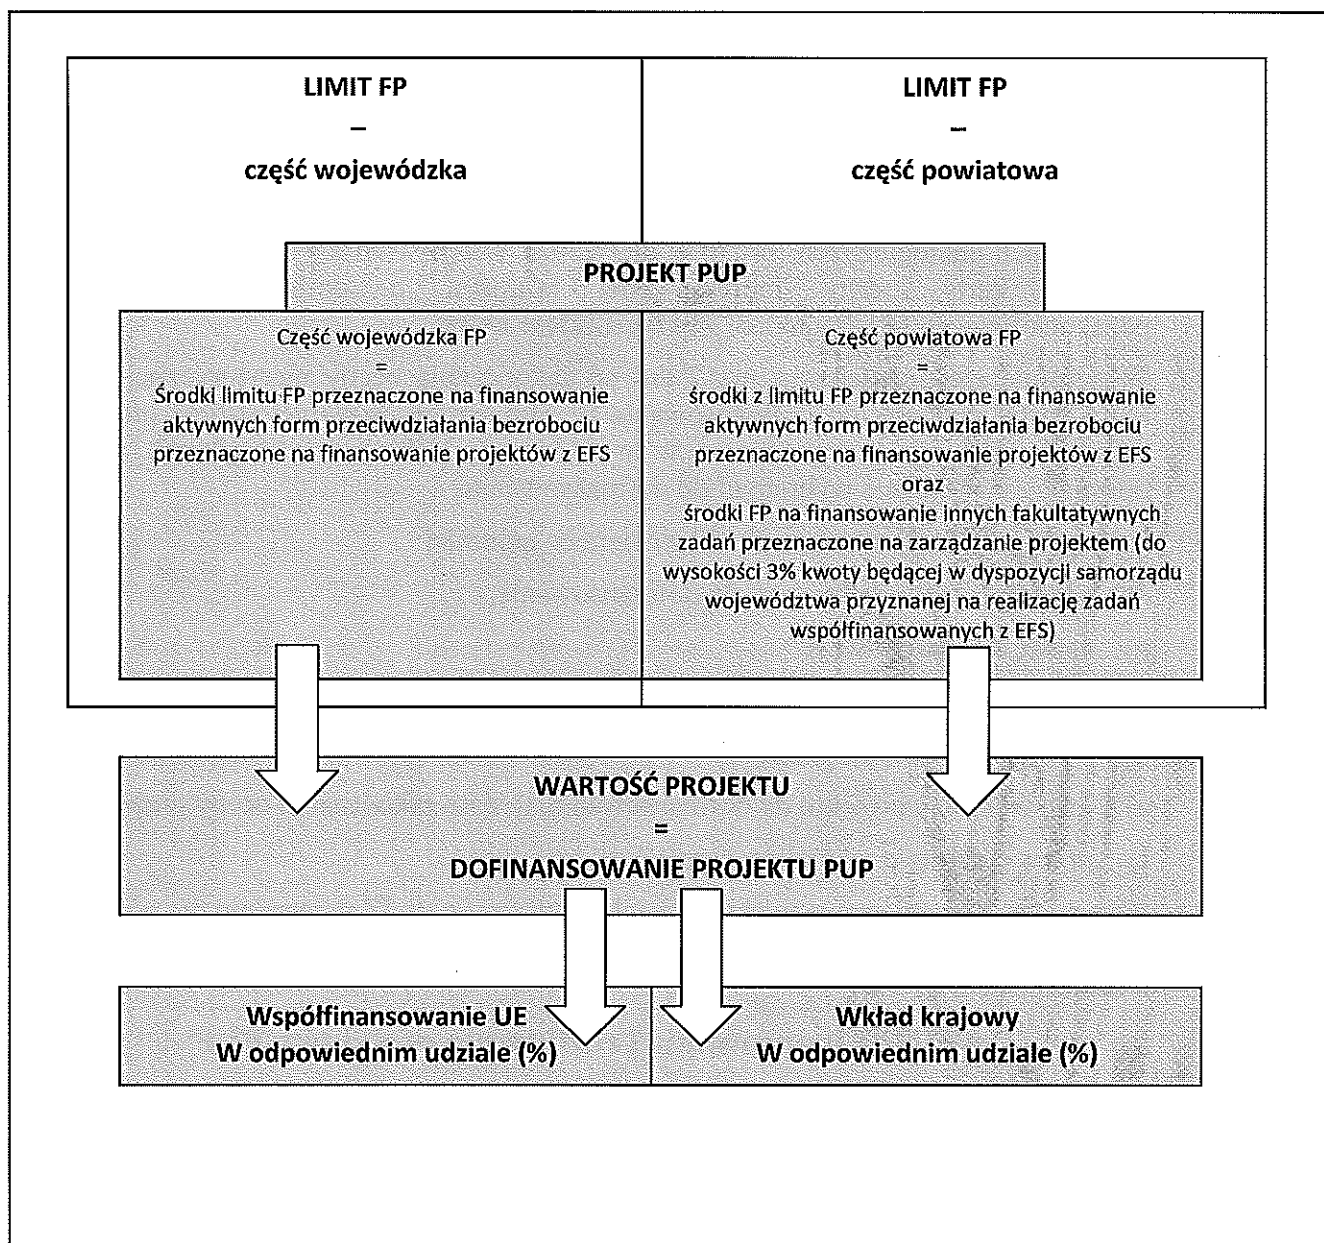 LIMIT FP
–
część wojewódzka
LIMIT FP
–
część powiatowa
PROJEKT PUP
Część wojewódzka FP
=
Środki limitu FP przeznaczone na finansowanie
aktywnych form przeciwdziałania bezrobociu
przeznaczone na finansowanie projektów z EFS
Część powiatowa FP
=
środki z limitu FP przeznaczone na finansowanie
aktywnych form przeciwdziałania bezrobociu
przeznaczone na finansowanie projektów z EFS
oraz
środki FP na finansowanie innych fakultatywnych
zadań przeznaczone na zarządzanie projektem (do
wysokości 3% kwoty będącej w dyspozycji samorządu
województwa przyznanej na realizację zadań
współfinansowanych z EFS)
WARTOŚĆ PROJEKTU
=
DOFINANSOWANIE PROJEKTU PUP
Współfinansowanie UE
W odpowiednim udziale (%)
Wkład krajowy
W odpowiednim udziale (%)